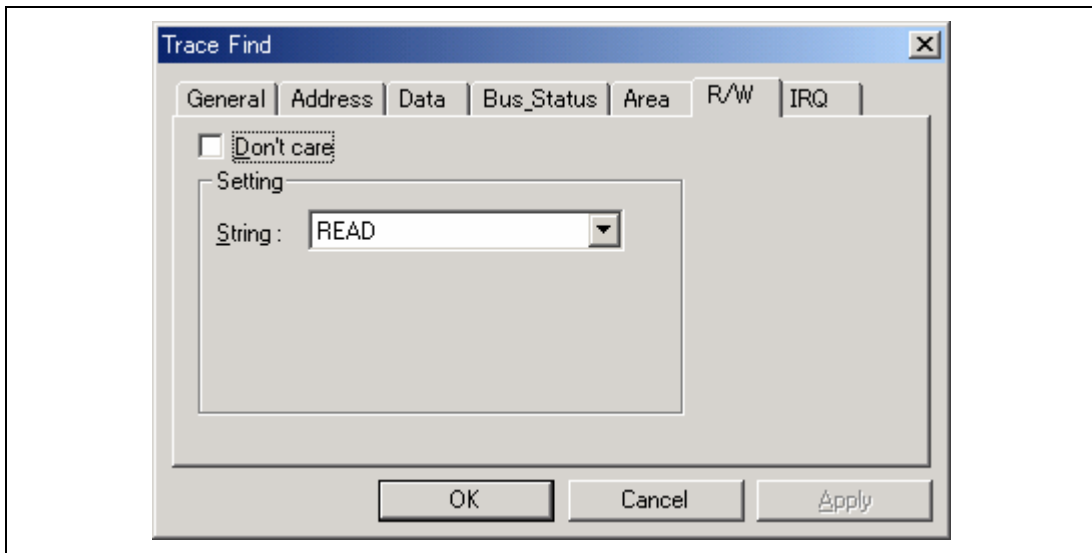 Trace Find
General Address Data Bus_Status Area R/W IRQ
Don't care
Setting
String : READ
OK Cancel Apply